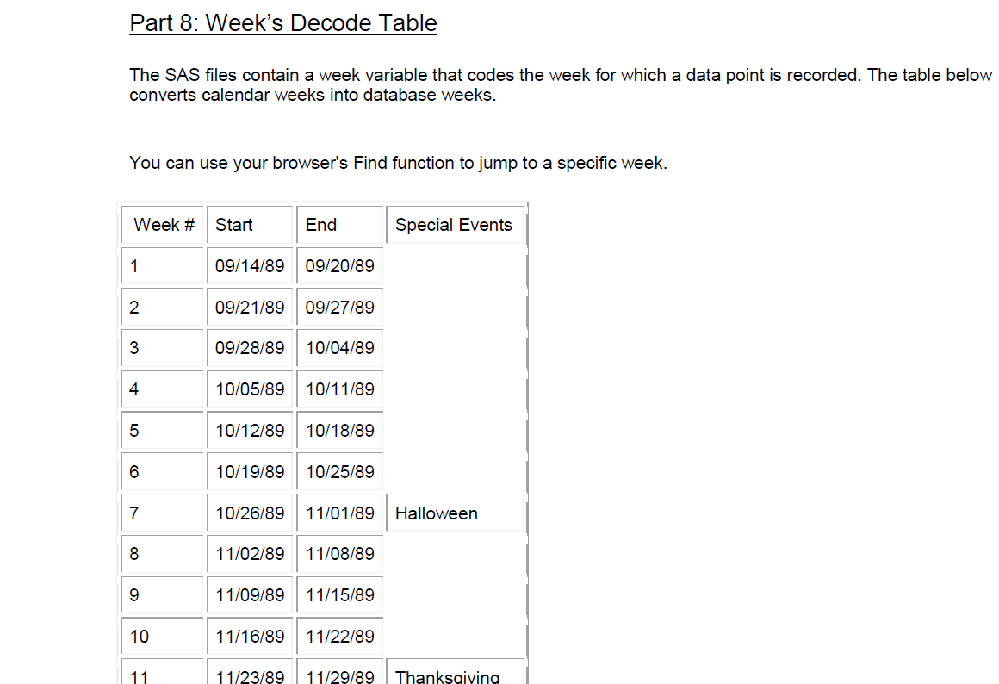 Part 8: Week’s Decode Table
The SAS files contain a week variable that codes the week for which a data point is recorded. The table below
converts calendar weeks into database weeks.
You can use your browser's Find function to jump to a specific week.
Week # Start End Special Events
1 09/14/89 09/20/89
2 09/21/89 09/27/89
3 09/28/89 10/04/89
4 10/05/89 10/11/89
5 10/12/89 10/18/89
6 10/19/89 10/25/89
7 10/26/89 11/01/89 Halloween
8 11/02/89 11/08/89
9 11/09/89 11/15/89
10 11/16/89 11/22/89
11 11/23/89 11/29/89 Thanksgiving